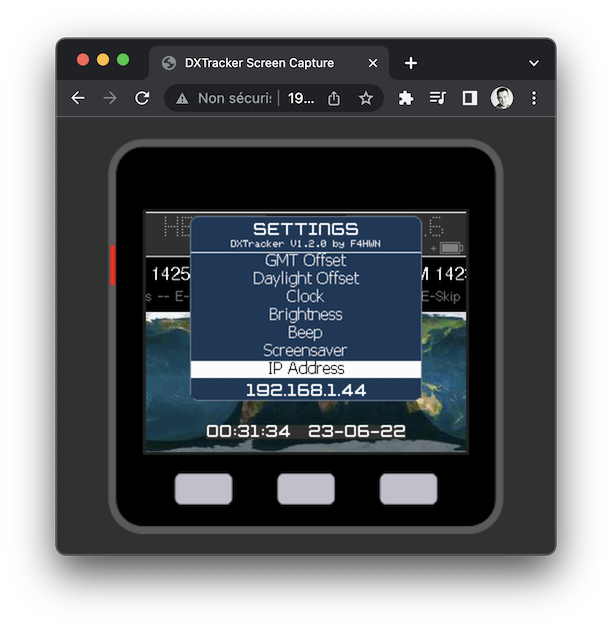 DXTracker Screen Capture
Non sécuri 19...
SETTINGS
DXTracker V1.2.0 by F4HWN
GMT Offset
Daylight Offset
Clock
Brightness
Beep
Screensaver
IP Address
192.168.1.44
1425
M 142
s -- E-
E-Skip
00:31:34 23-06-22